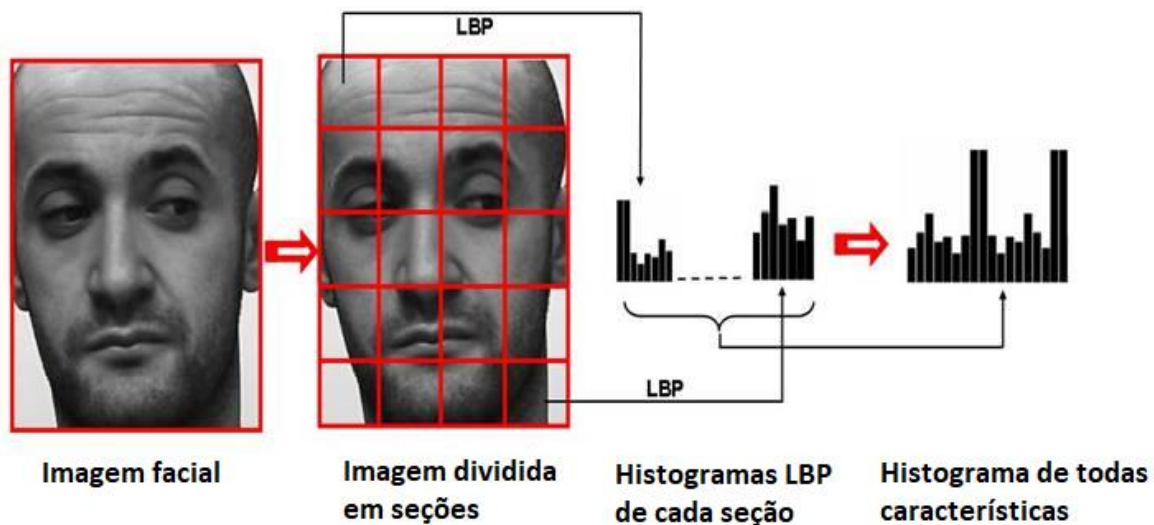 LBP
LBP
Imagem facial
Imagem dividida
em seções
Histogramas LBP
de cada seção
Histograma de todas
características